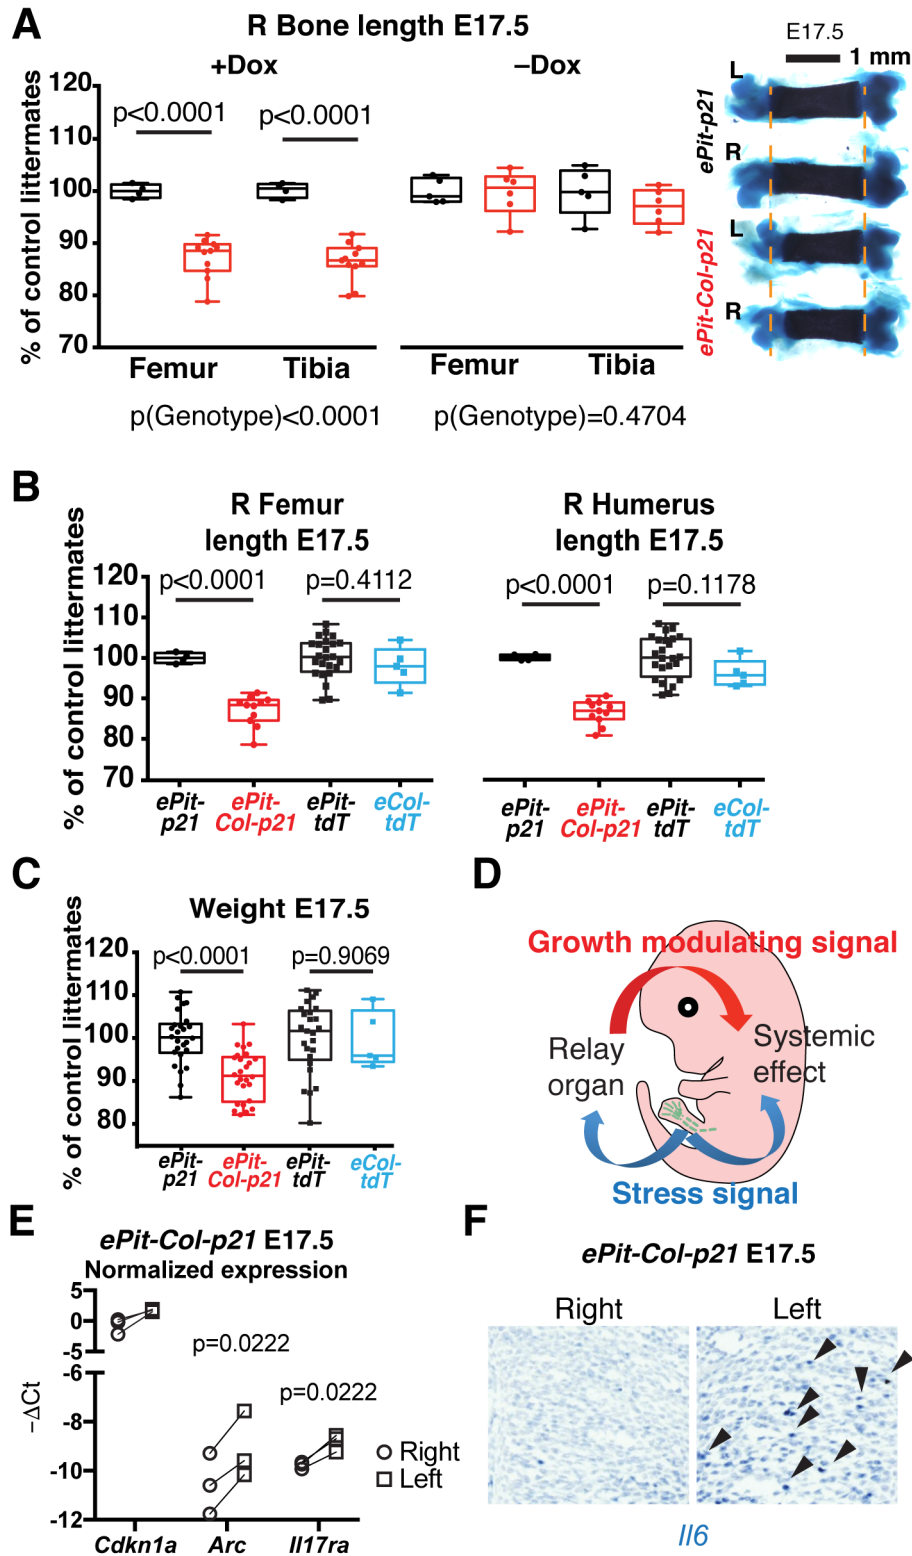 A
R Bone length E17.5
+Dox
–Dox
% of control littermates
120
110
100
90
80
70
p<0.0001
p<0.0001
Femur
Tibia
Femur
Tibia
p(Genotype)<0.0001
p(Genotype)=0.4704
E17.5
1 mm
L
R
L
R
ePit-p21
ePit-Col-p21
B
R Femur
length E17.5
R Humerus
length E17.5
% of control littermates
120
110
100
90
80
70
p<0.0001
p=0.4112
p<0.0001
p=0.1178
ePit-
p21
ePit-
Col-p21
ePit-
tdT
eCol-
tdT
ePit-
p21
ePit-
Col-p21
ePit-
tdT
eCol-
tdT
C
Weight E17.5
% of control littermates
120
110
100
90
80
p<0.0001
p=0.9069
ePit-
p21
ePit-
Col-p21
ePit-
tdT
eCol-
tdT
D
Growth modulating signal
Relay
organ
Systemic
effect
Stress signal
E
ePit-Col-p21 E17.5
Normalized expression
−ΔCt
5
0
-5
-6
-8
-10
-12
p=0.0222
p=0.0222
Right
Left
Cdkn1a
Arc
Il17ra
F
ePit-Col-p21 E17.5
Right
Left
Il6